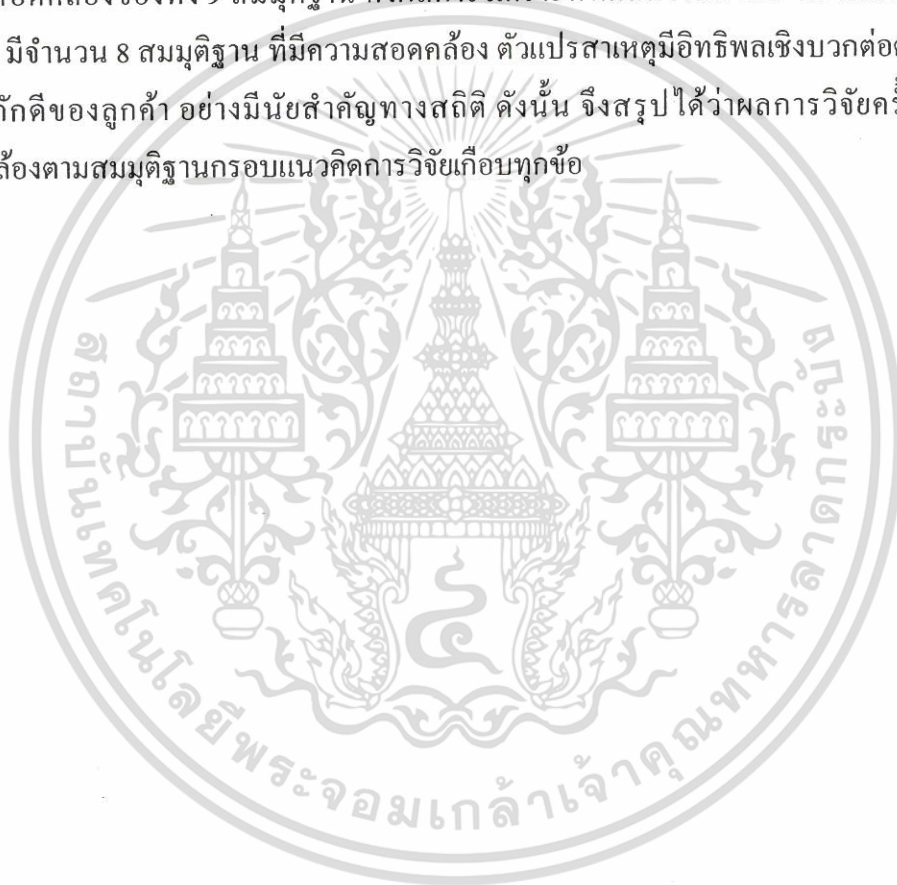 มีจำนวน 8 สมมุติฐาน ที่มีความสอดคล้อง ตัวแปรสาเหตุมีอิทธิพลเชิงบวกต่อ
ภักดีของลูกค้า อย่างมีนัยสำคัญทางสถิติ ดังนั้น จึงสรุปได้ว่าผลการวิจัย
ล้องตามสมมุติฐานกรอบแนวคิดการวิจัยเกือบทุกข้อ
สถาบันเทคโนโลยีพระจอมเกล้าเจ้าคุณทหารลาดกระบัง